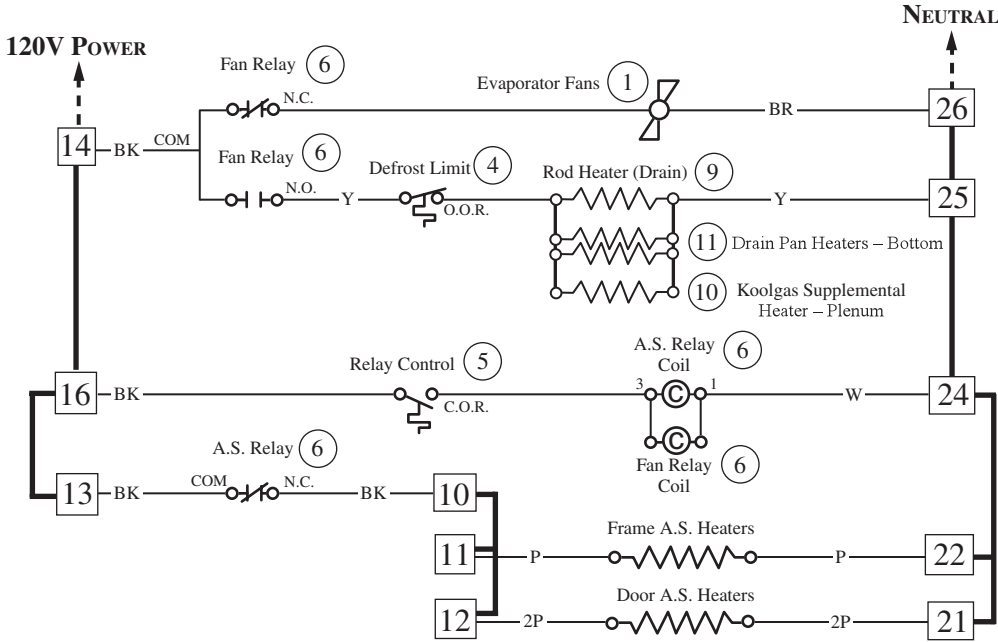 NEUTRAL
120V POWER
Fan Relay 6
Evaporator Fans 1
N.C.
BR
26
14
BK
COM
Fan Relay 6
Defrost Limit 4
Rod Heater (Drain) 9
N.O.
Y
O.O.R.
Y
25
11 Drain Pan Heaters – Bottom
10 Koolgas Supplemental
Heater – Plenum
A.S. Relay
Coil
6
Relay Control 5
16
BK
C.O.R.
3
C
1
W
24
C
A.S. Relay 6
Fan Relay
Coil
6
13
BK
COM
N.C.
BK
10
Frame A.S. Heaters
11
P
P
22
Door A.S. Heaters
12
2P
2P
21